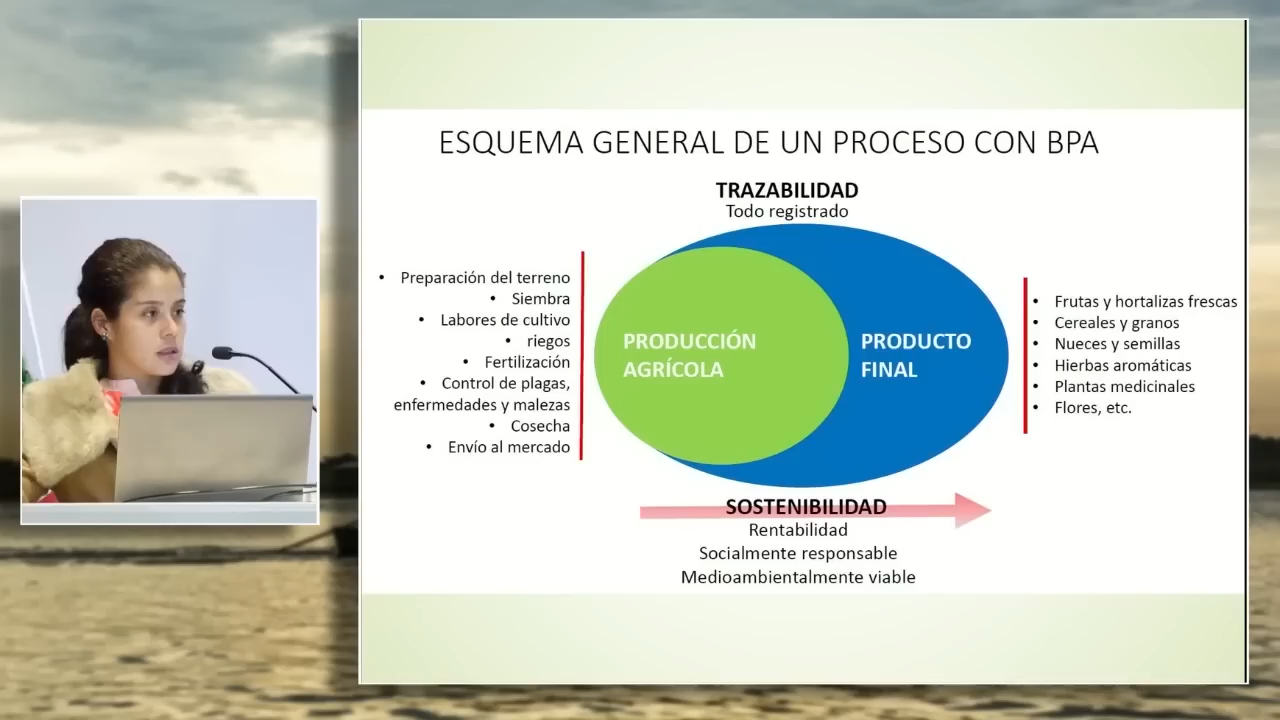 ESQUEMA GENERAL DE UN PROCESO CON BPA
TRAZABILIDAD
Todo registrado
• Preparación del terreno
• Siembra
• Labores de cultivo
• riegos
• Fertilización
• Control de plagas,
enfermedades y malezas
• Cosecha
• Envío al mercado
PRODUCCIÓN
AGRÍCOLA
PRODUCTO
FINAL
• Frutas y hortalizas frescas
• Cereales y granos
• Nueces y semillas
• Hierbas aromáticas
• Plantas medicinales
• Flores, etc.
SOSTENIBILIDAD
Rentabilidad
Socialmente responsable
Medioambientalmente viable